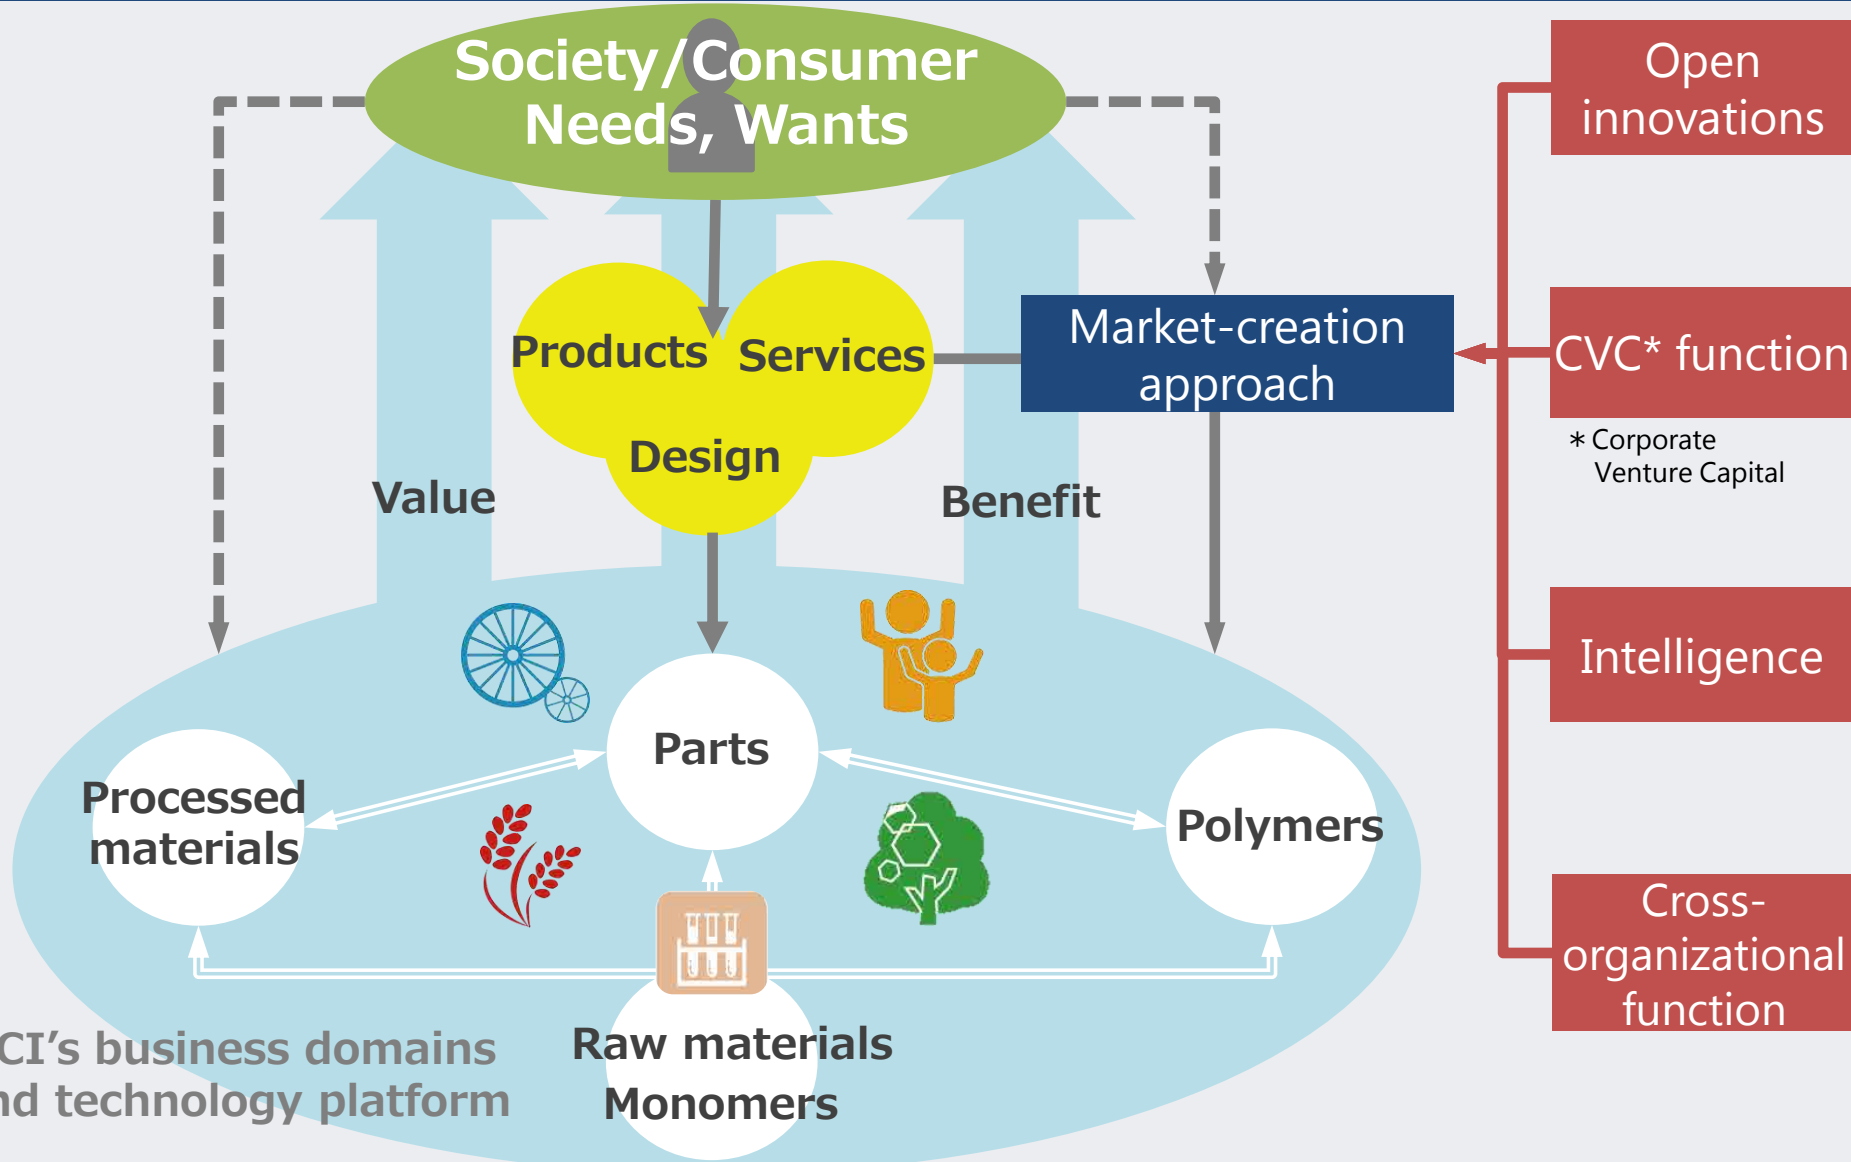 Society/Consumer
Needs, Wants
Open
innovations
Products
Services
Market-creation
approach
CVC* function
* Corporate
Venture Capital
Design
Value
Benefit
Intelligence
Parts
Processed
materials
Polymers
Cross-
organizational
function
CI's business domains
nd technology platform
Raw materials
Monomers